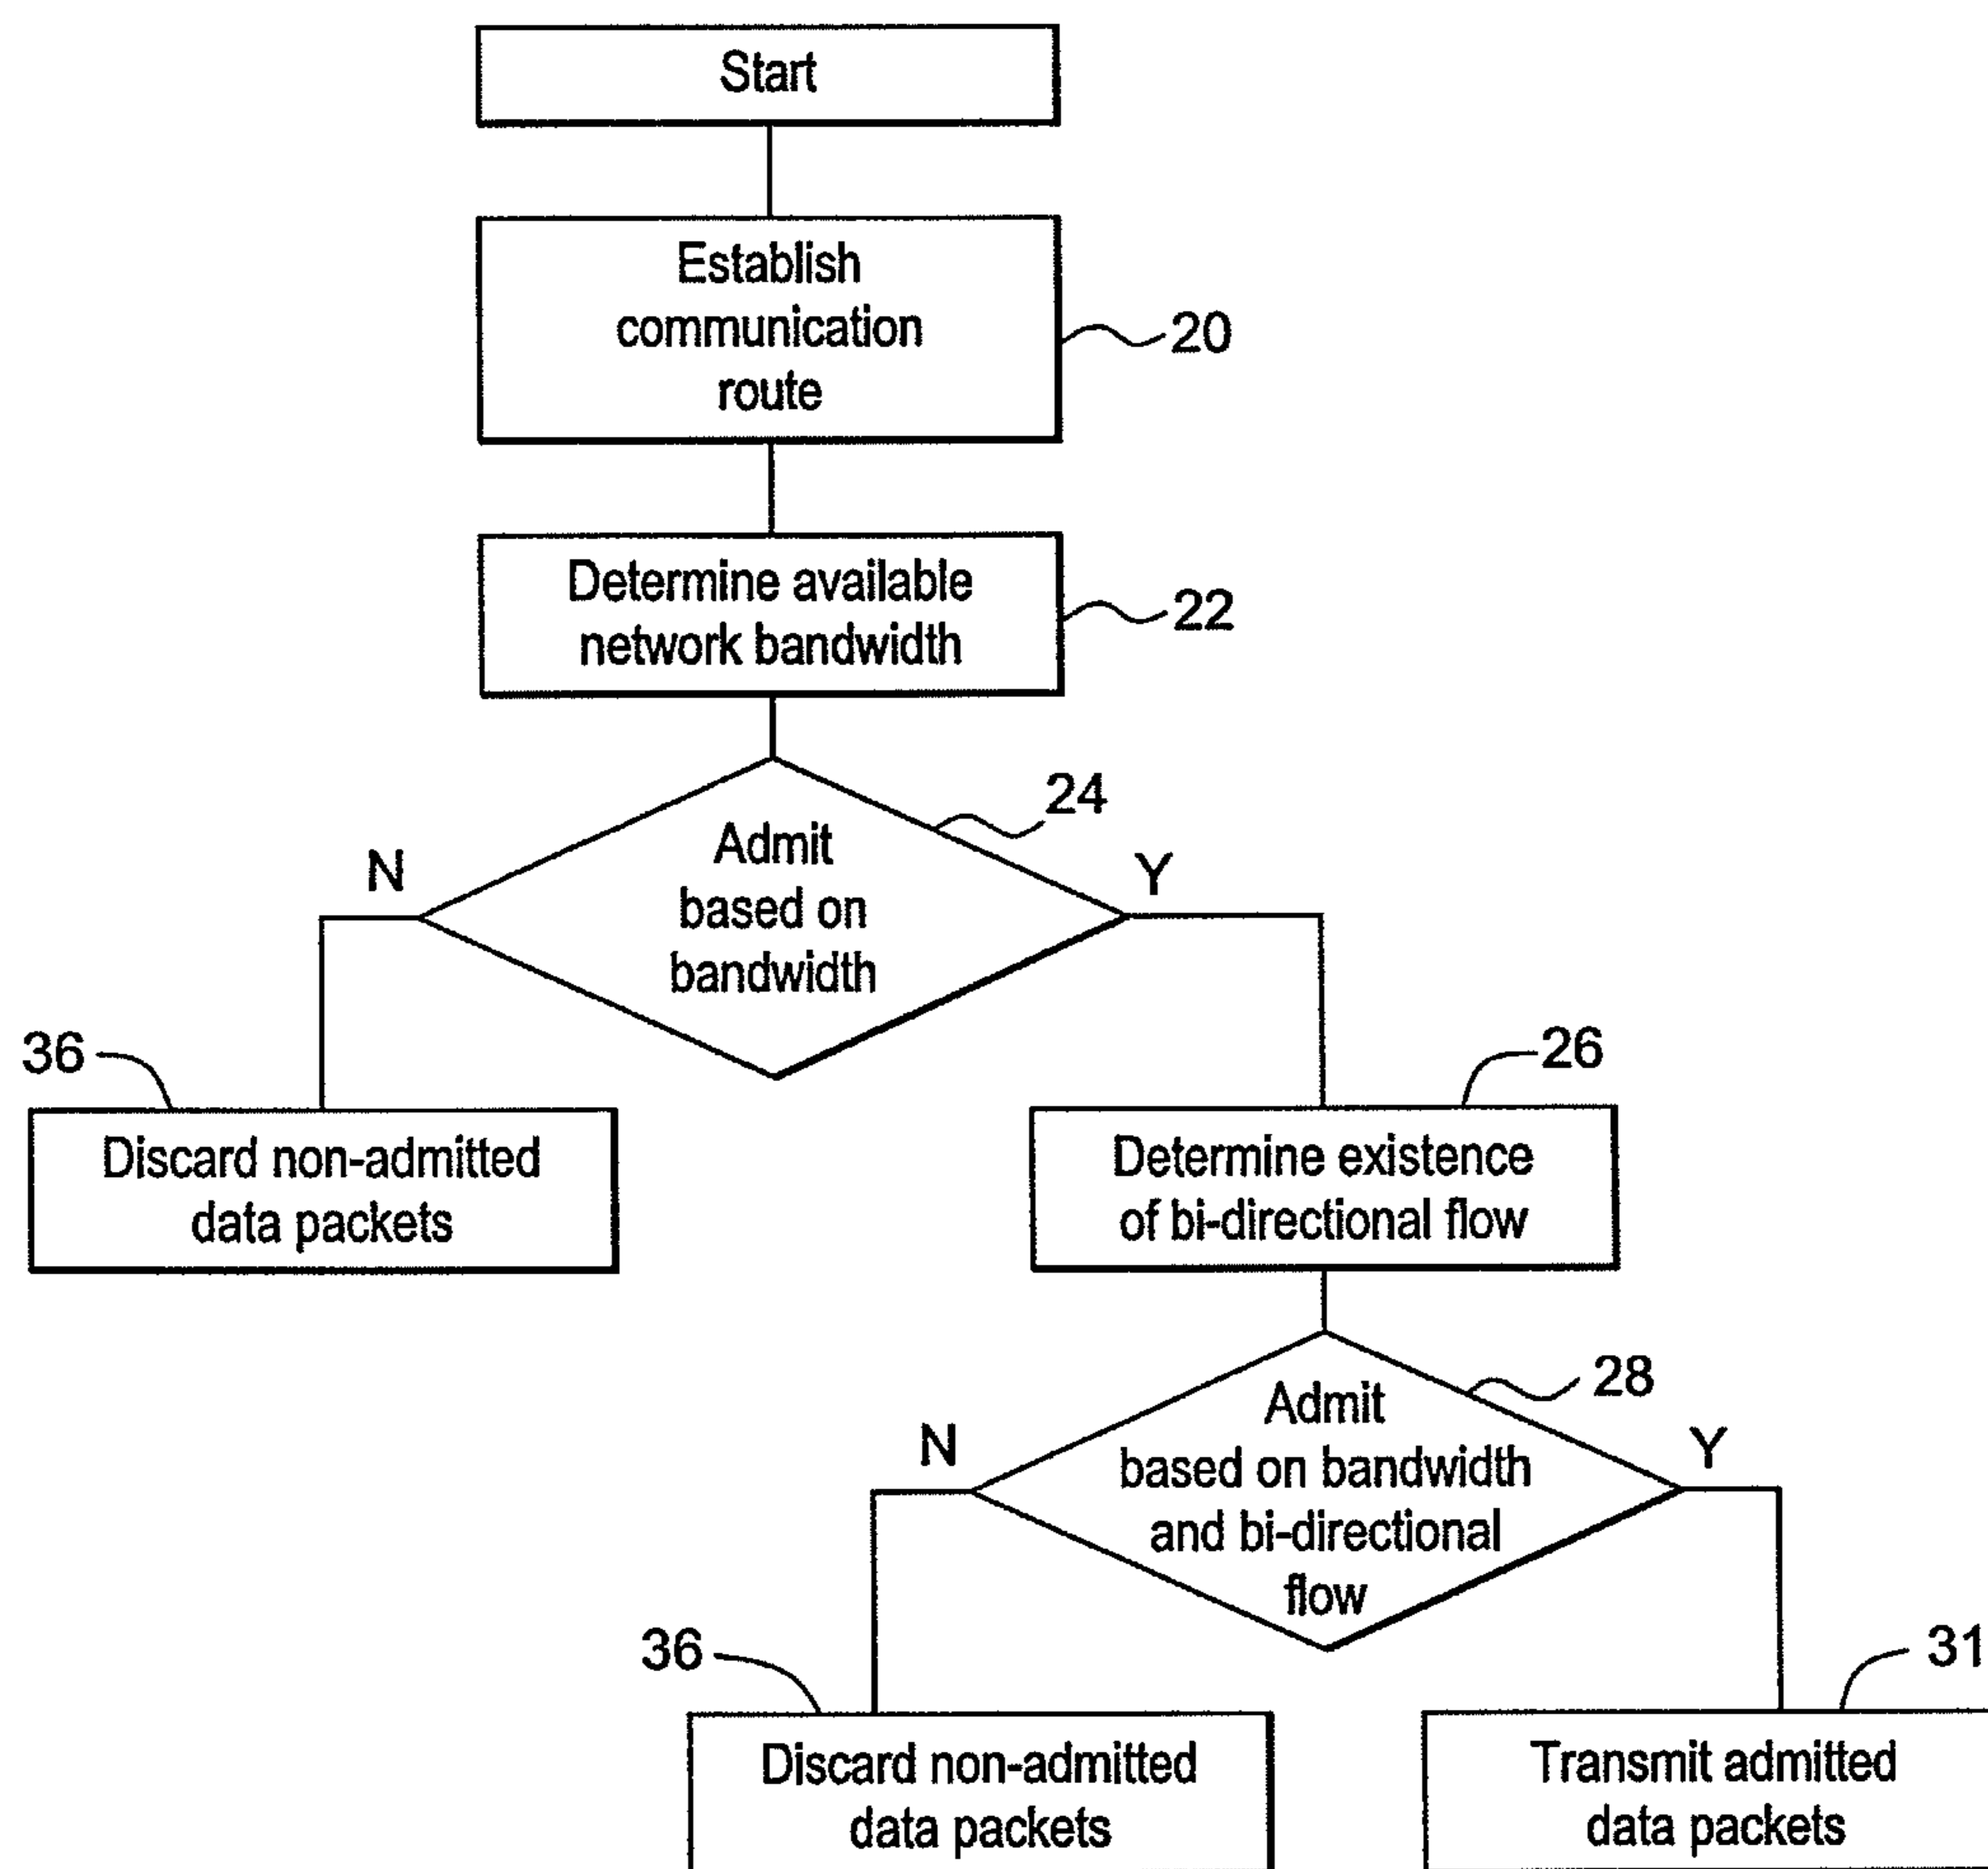 Start
Establish
communication
route
20
Determine available
network bandwidth
22
24
Admit
based on
bandwidth
N
Y
36
Discard non-admitted
data packets
26
Determine existence
of bi-directional flow
28
Admit
based on bandwidth
and bi-directional
flow
N
Y
36
Discard non-admitted
data packets
31
Transmit admitted
data packets